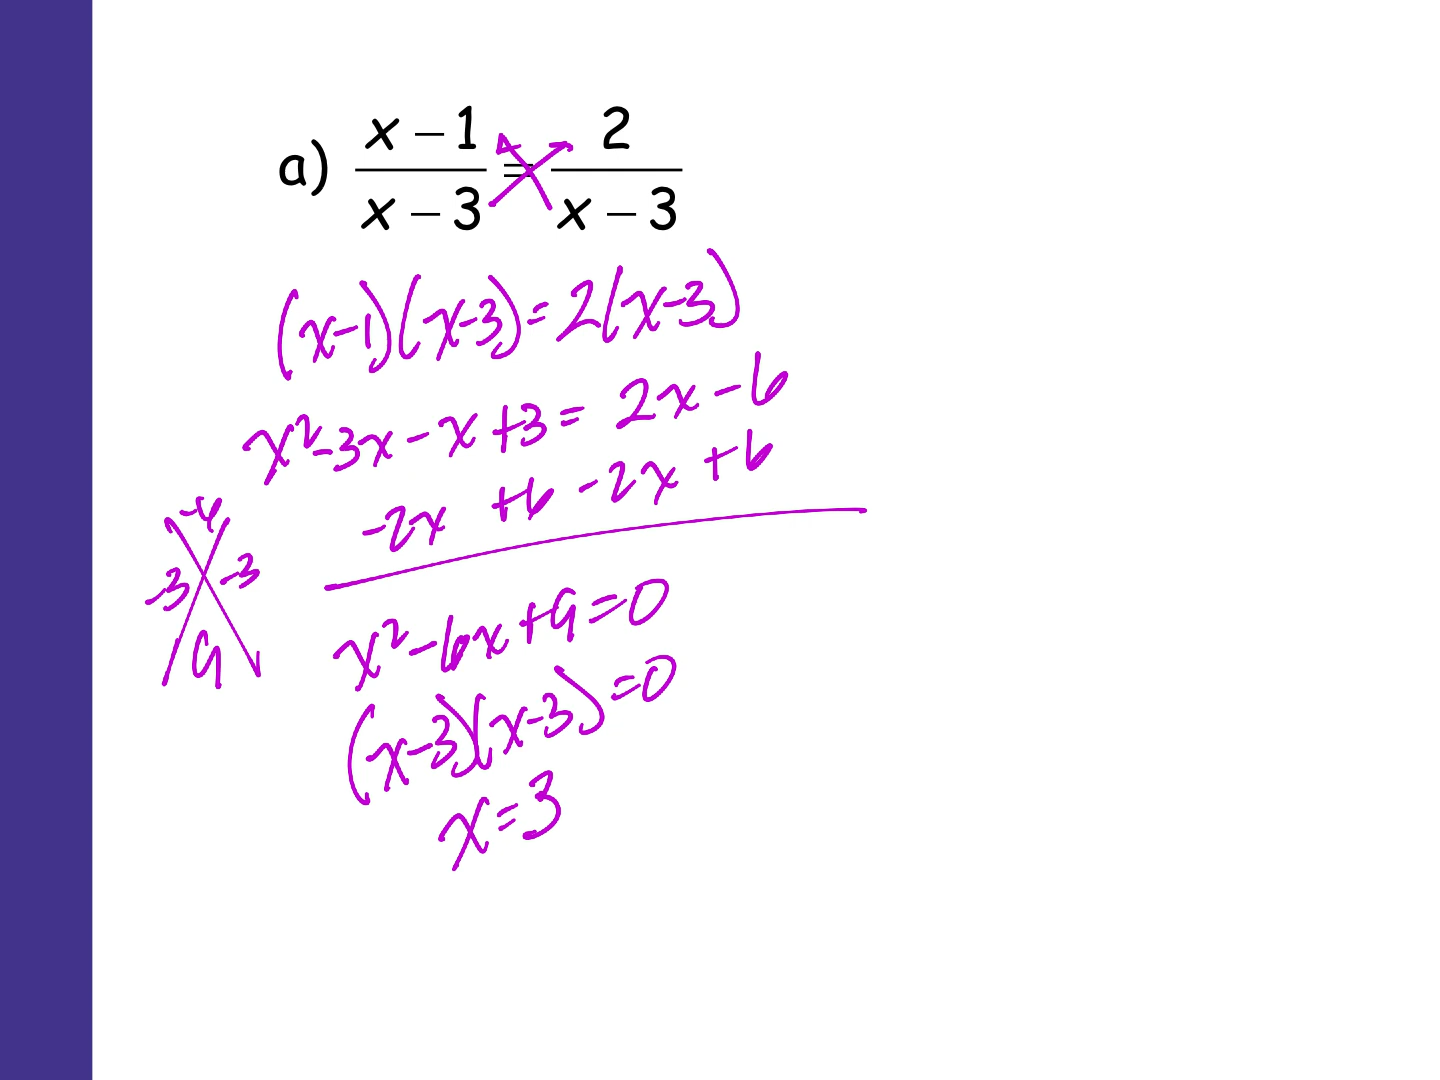 a) x – 1 / x – 3 = 2 / x – 3
(x-1)(x-3) = 2(x-3)
x²-3x-x+3 = 2x-6
-2x +6 -2x +6
x²-6x+9=0
(x-3)(x-3)=0
x=3
-6
-3 -3
9